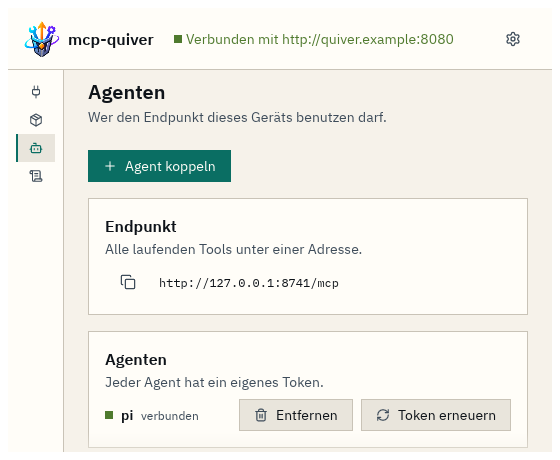 mcp-quiver
Verbunden mit http://quiver.example:8080
Agenten
Wer den Endpunkt dieses Geräts benutzen darf.
Agent koppeln
Endpunkt
Alle laufenden Tools unter einer Adresse.
http://127.0.0.1:8741/mcp
Agenten
Jeder Agent hat ein eigenes Token.
pi verbunden Entfernen Token erneuern